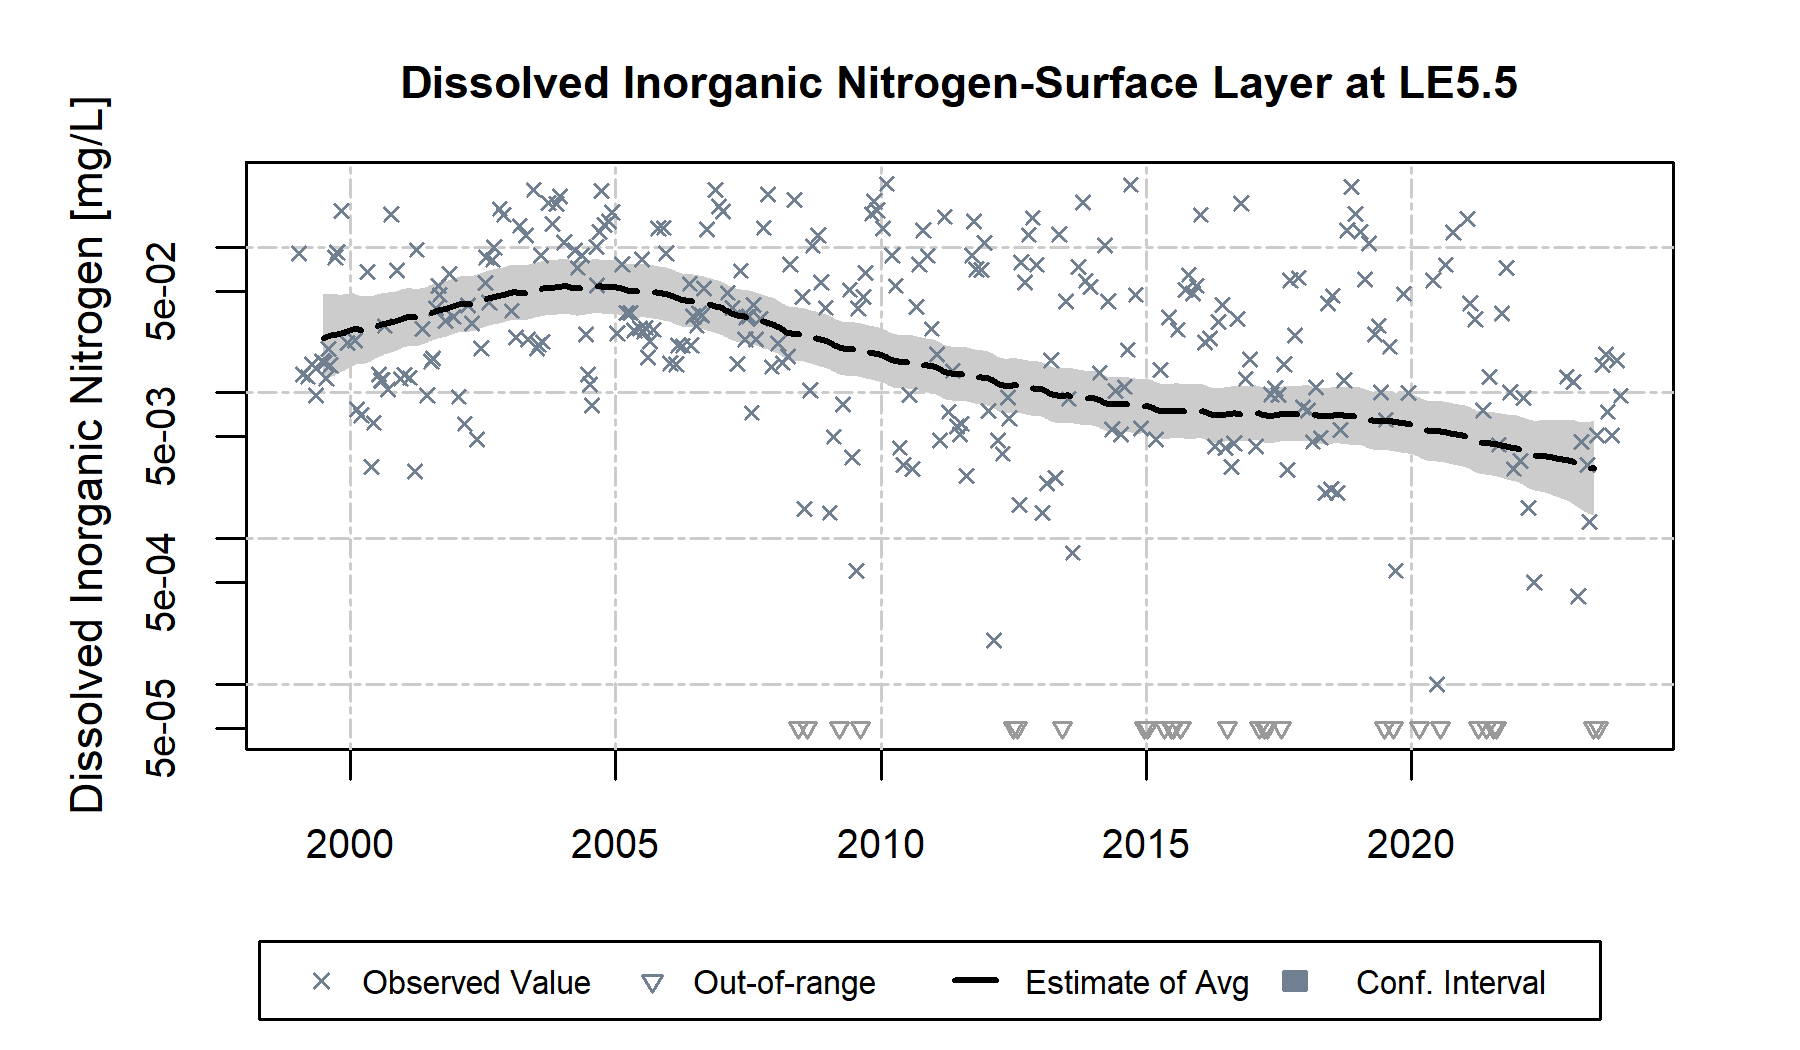 Dissolved Inorganic Nitrogen-Surface Layer at LE5.5
Dissolved Inorganic Nitrogen [mg/L]
5e-02
5e-03
5e-04
5e-05
2000 2005 2010 2015 2020
Observed Value Out-of-range Estimate of Avg Conf. Interval